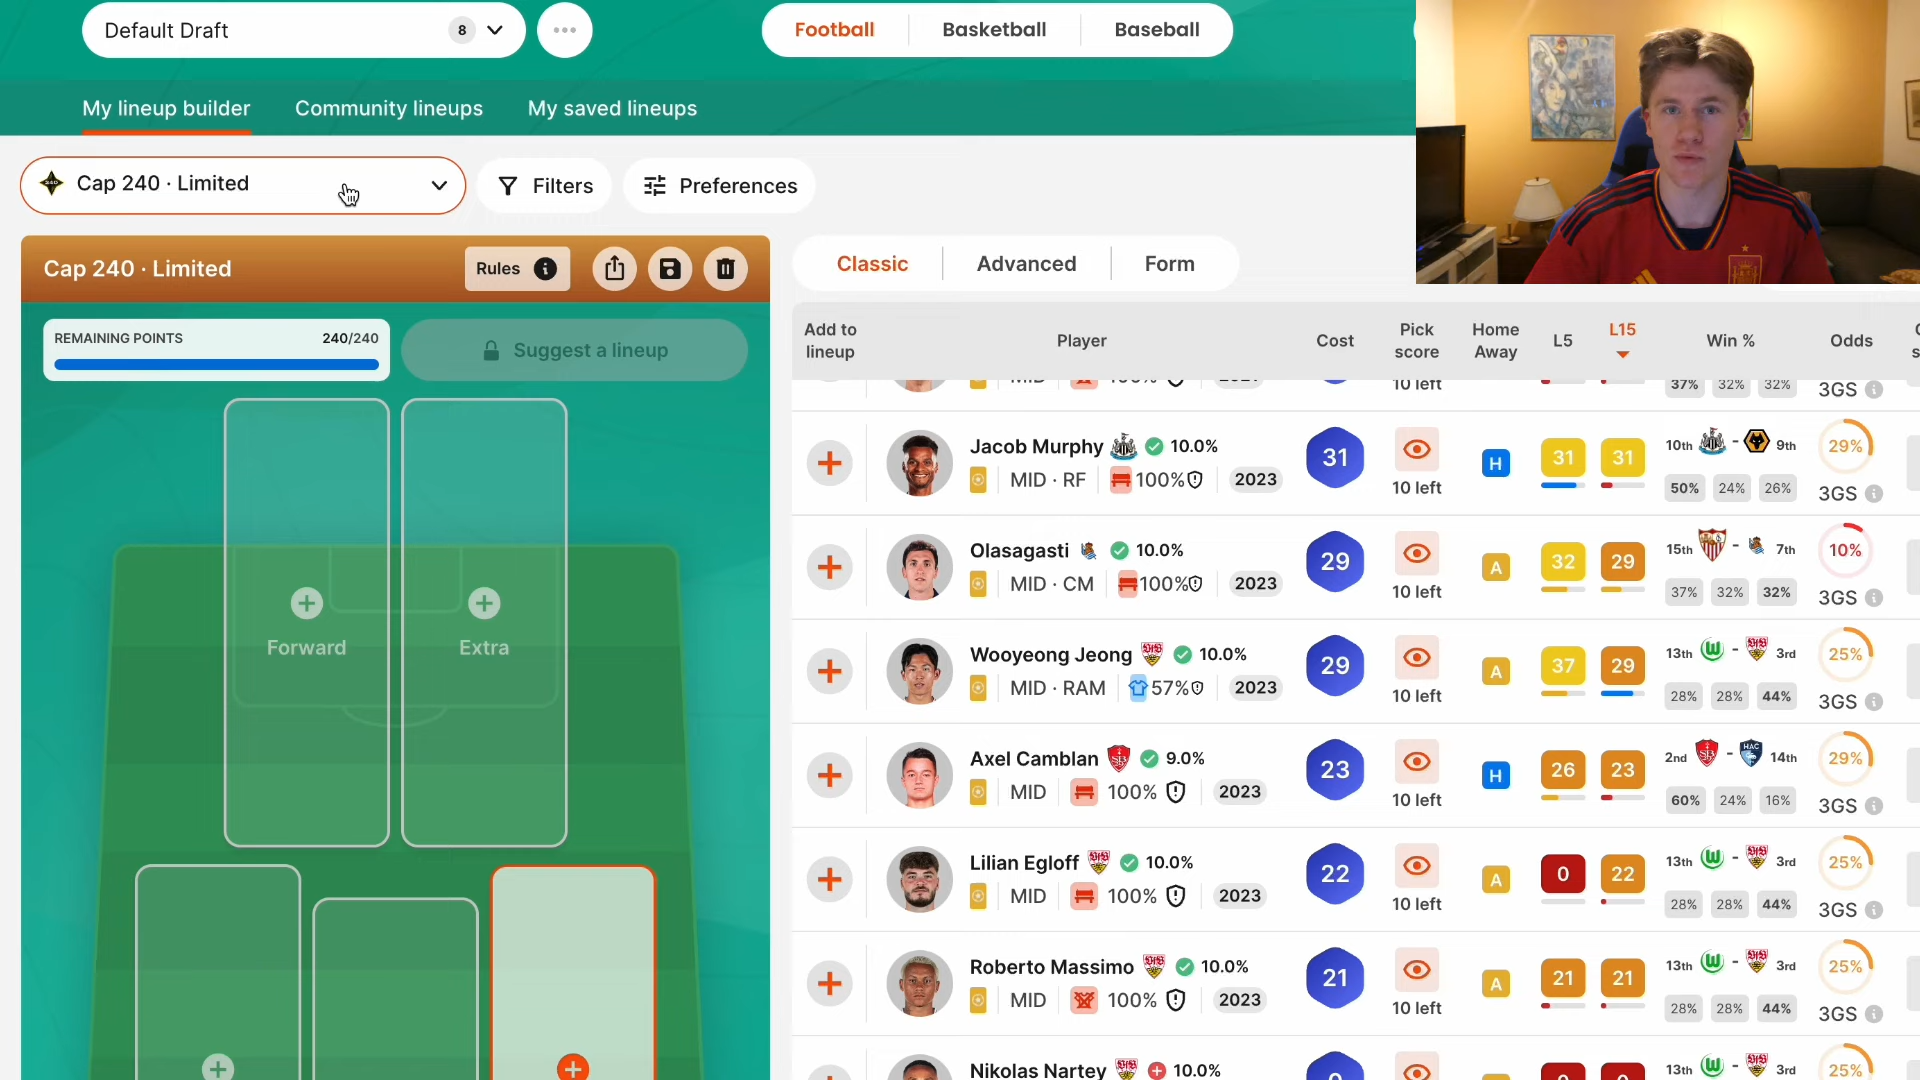 Default Draft 8
Football Basketball Baseball
My lineup builder Community lineups My saved lineups
Cap 240 · Limited Filters Preferences
Cap 240 · Limited Rules
REMAINING POINTS 240/240
Suggest a lineup
Forward
Extra
Classic Advanced Form
Add to lineup Player Cost Pick score Home Away L5 L15 Win % Odds
10 left 37% 32% 32% 3GS
Jacob Murphy 10.0%
MID · RF 100% 2023
31 10 left H 31 31
10th - 9th
50% 24% 26%
29% 3GS
Olasagasti 10.0%
MID · CM 100% 2023
29 10 left A 32 29
15th - 7th
37% 32% 32%
10% 3GS
Wooyeong Jeong 10.0%
MID · RAM 57% 2023
29 10 left A 37 29
13th - 3rd
28% 28% 44%
25% 3GS
Axel Camblan 9.0%
MID 100% 2023
23 10 left H 26 23
2nd - 14th
60% 24% 16%
29% 3GS
Lilian Egloff 10.0%
MID 100% 2023
22 10 left A 0 22
13th - 3rd
28% 28% 44%
25% 3GS
Roberto Massimo 10.0%
MID 100% 2023
21 10 left A 21 21
13th - 3rd
28% 28% 44%
25% 3GS
Nikolas Nartey 10.0%
13th - 3rd
25%